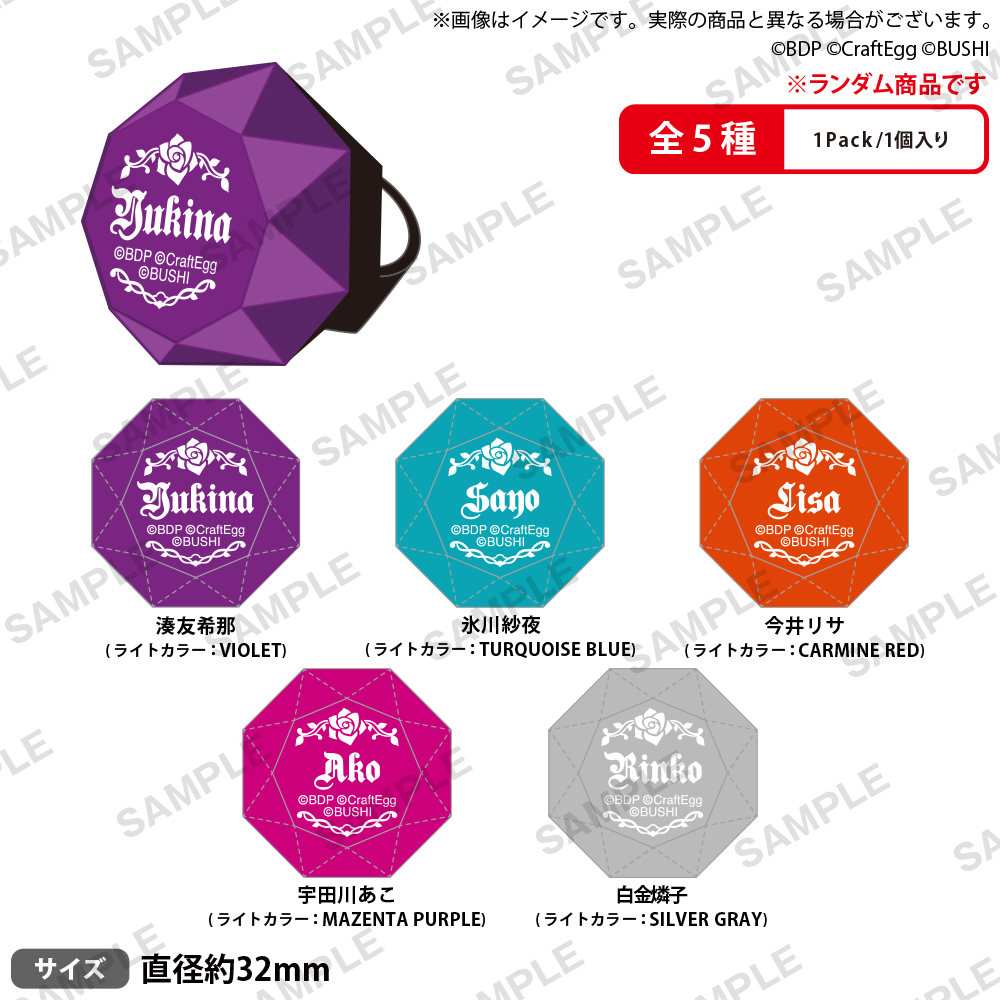 ※画像はイメージです。実際の商品と異なる場合がございます。
©BDP ©CraftEgg ©BUSHI
※ランダム商品です
全5種
1Pack/1個入り
Yukina
©BDP ©CraftEgg
©BUSHI
Yukina
©BDP ©CraftEgg
©BUSHI
湊友希那
(ライトカラー：VIOLET)
Sayo
©BDP ©CraftEgg
©BUSHI
氷川紗夜
(ライトカラー：TURQUOISE BLUE)
Lisa
©BDP ©CraftEgg
©BUSHI
今井リサ
(ライトカラー：CARMINE RED)
Ako
©BDP ©CraftEgg
©BUSHI
宇田川あこ
(ライトカラー：MAZENTA PURPLE)
Rinko
©BDP ©CraftEgg
©BUSHI
白金燐子
(ライトカラー：SILVER GRAY)
サイズ
直径約32mm
SAMPLE